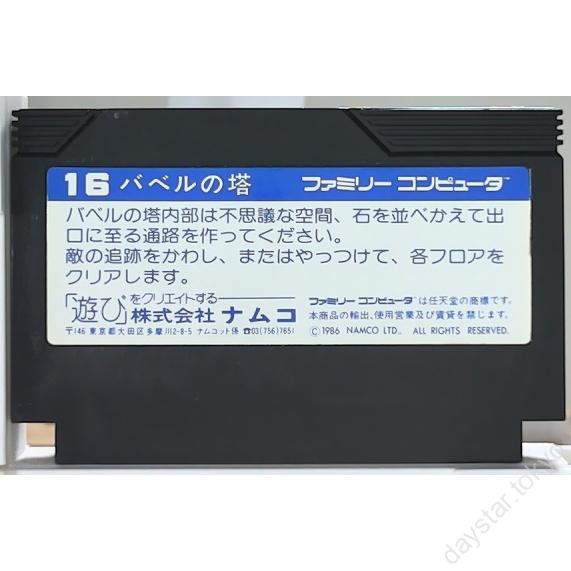 16 バベルの塔 ファミリー コンピュータ™
バベルの塔内部は不思議な空間、石を並べかえて出
口に至る通路を作ってください。
敵の追跡をかわし、またはやっつけて、各フロアを
クリアします。
「遊び」をクリエイトする
株式会社 ナムコ
〒146 東京都大田区多摩川2-8-5 ナムコット係 ☎03(756)7651
ファミリー コンピュータ™は任天堂の商標です。
本商品の輸出、使用営業及び賃貸を禁じます。
©1986 NAMCO LTD., ALL RIGHTS RESERVED.
daystar.tokyo